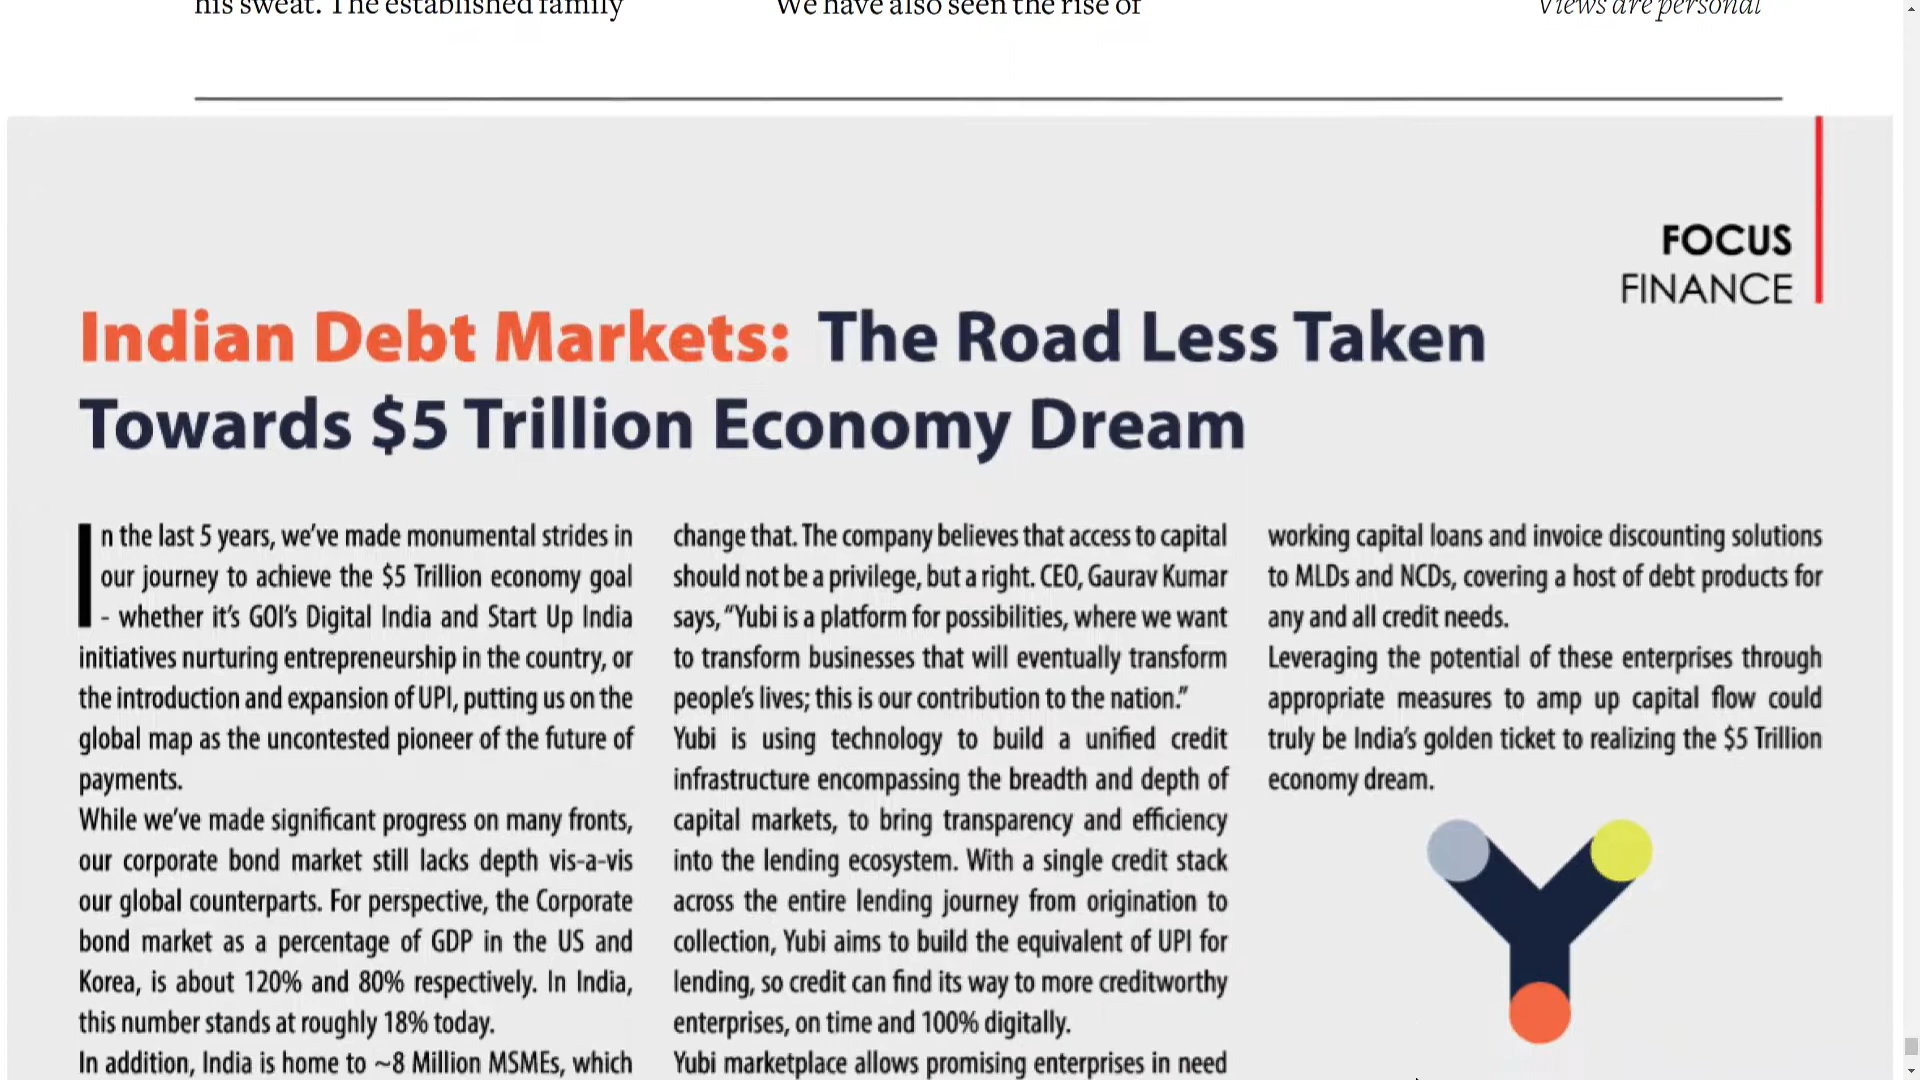 his sweat. The established family
We have also seen the rise of
Views are personal
FOCUS
FINANCE
Indian Debt Markets: The Road Less Taken
Towards $5 Trillion Economy Dream
In the last 5 years, we've made monumental strides in
our journey to achieve the $5 Trillion economy goal
- whether it's GOI's Digital India and Start Up India
initiatives nurturing entrepreneurship in the country, or
the introduction and expansion of UPI, putting us on the
global map as the uncontested pioneer of the future of
payments.
While we've made significant progress on many fronts,
our corporate bond market still lacks depth vis-a-vis
our global counterparts. For perspective, the Corporate
bond market as a percentage of GDP in the US and
Korea, is about 120% and 80% respectively. In India,
this number stands at roughly 18% today.
In addition, India is home to ~8 Million MSMEs, which
change that. The company believes that access to capital
should not be a privilege, but a right. CEO, Gaurav Kumar
says, "Yubi is a platform for possibilities, where we want
to transform businesses that will eventually transform
people's lives; this is our contribution to the nation."
Yubi is using technology to build a unified credit
infrastructure encompassing the breadth and depth of
capital markets, to bring transparency and efficiency
into the lending ecosystem. With a single credit stack
across the entire lending journey from origination to
collection, Yubi aims to build the equivalent of UPI for
lending, so credit can find its way to more creditworthy
enterprises, on time and 100% digitally.
Yubi marketplace allows promising enterprises in need
working capital loans and invoice discounting solutions
to MLDs and NCDs, covering a host of debt products for
any and all credit needs.
Leveraging the potential of these enterprises through
appropriate measures to amp up capital flow could
truly be India's golden ticket to realizing the $5 Trillion
economy dream.